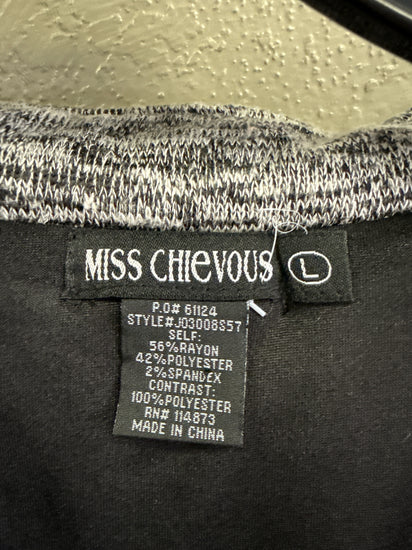 MISS CHIEVOUS
L
P.O# 61124
STYLE#J03008S57
SELF:
56%RAYON
42%POLYESTER
2%SPANDEX
CONTRAST:
100%POLYESTER
RN# 114873
MADE IN CHINA